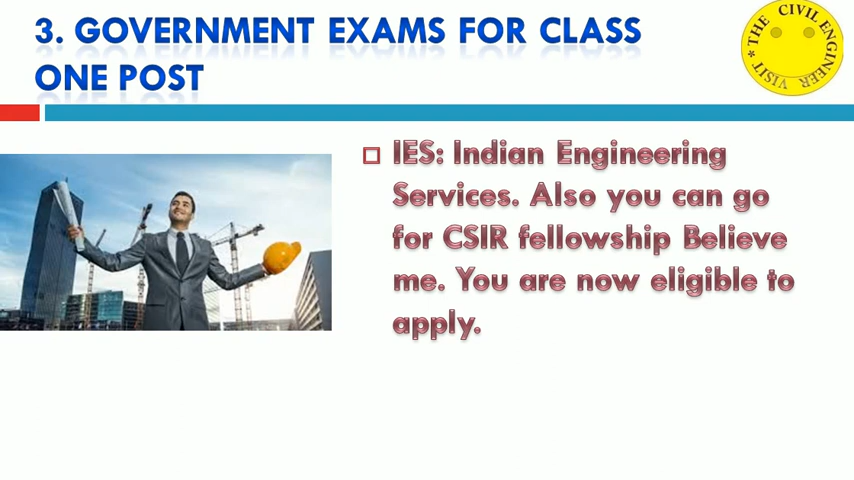 3. GOVERNMENT EXAMS FOR CLASS
ONE POST
THE CIVIL ENGINEER
VISIT *
IES: Indian Engineering
Services. Also you can go
for CSIR fellowship Believe
me. You are now eligible to
apply.